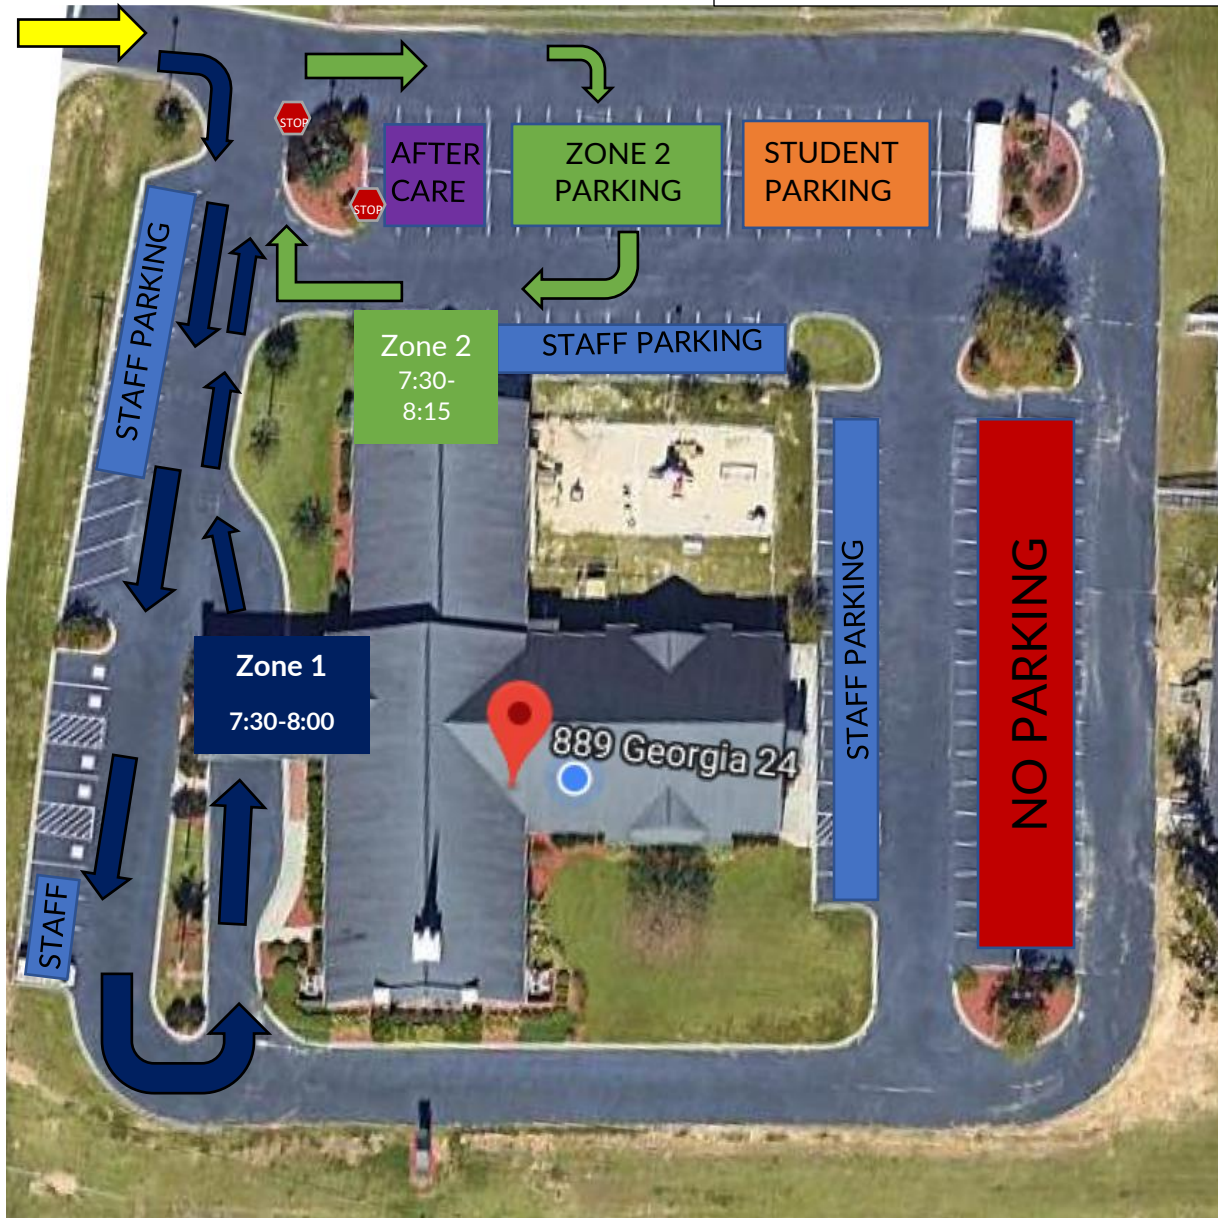 STOP
AFTER
CARE
ZONE 2
PARKING
STUDENT
PARKING
STOP
STAFF PARKING
Zone 2
7:30-
8:15
STAFF PARKING
STAFF PARKING
NO PARKING
Zone 1
7:30-8:00
889 Georgia 24
STAFF